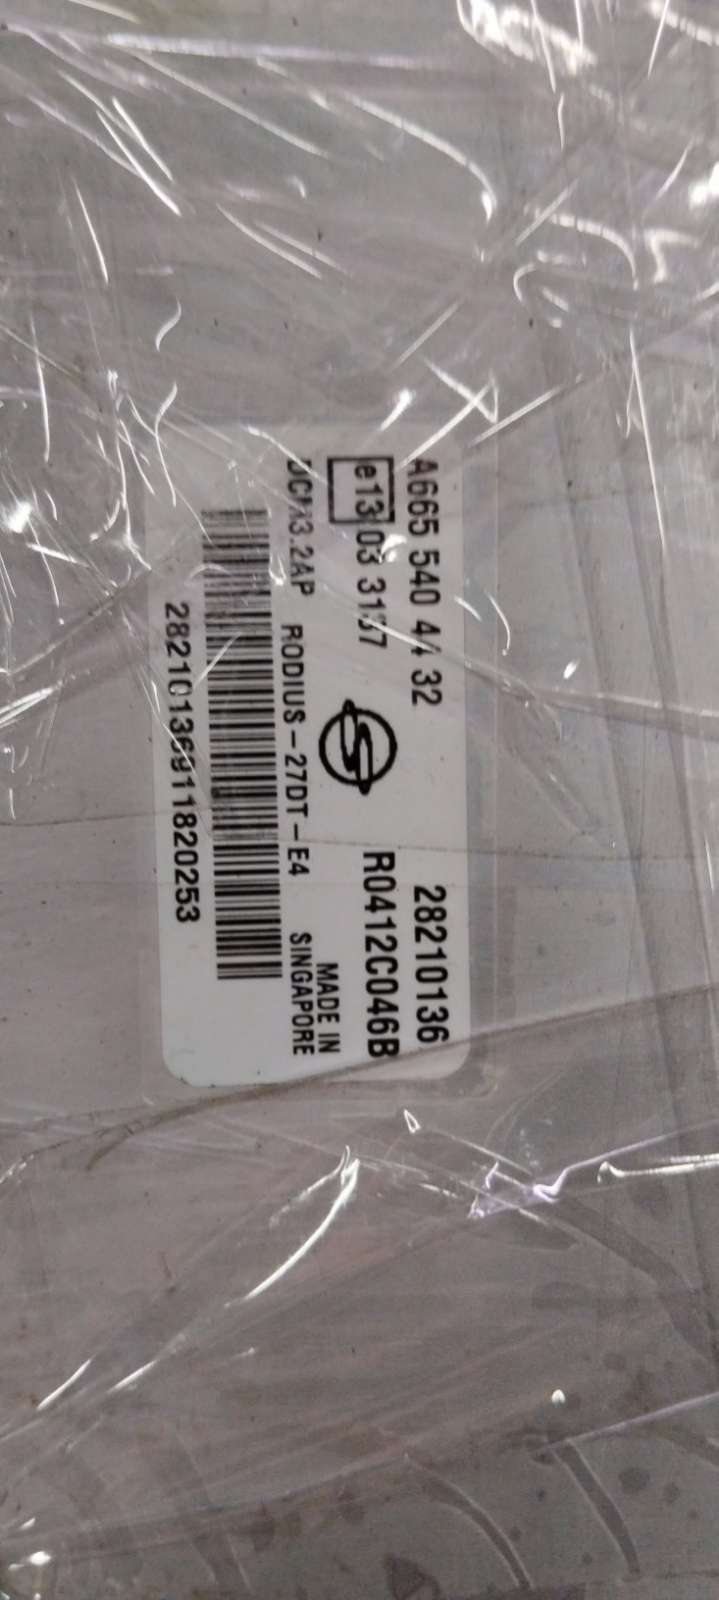 A665 540 44 32 28210136
e13 03 3137 R0412C046B
DCM3.2AP RODIUS-27DT-E4 MADE IN
SINGAPORE
28210136911820253